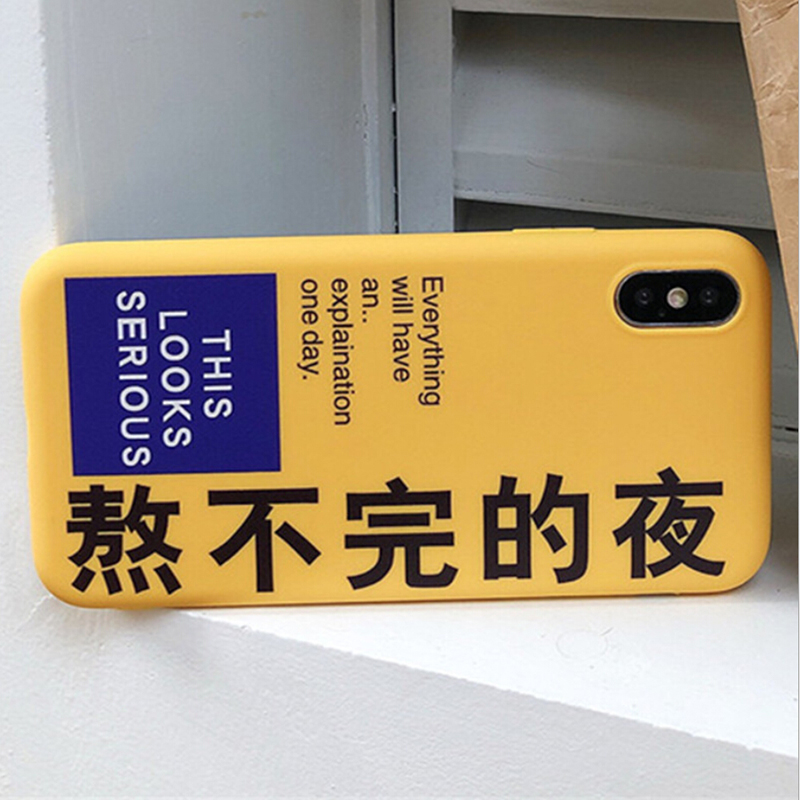 THIS
LOOKS
SERIOUS
Everything
will have
an..
explaination
one day.
熬不完的夜